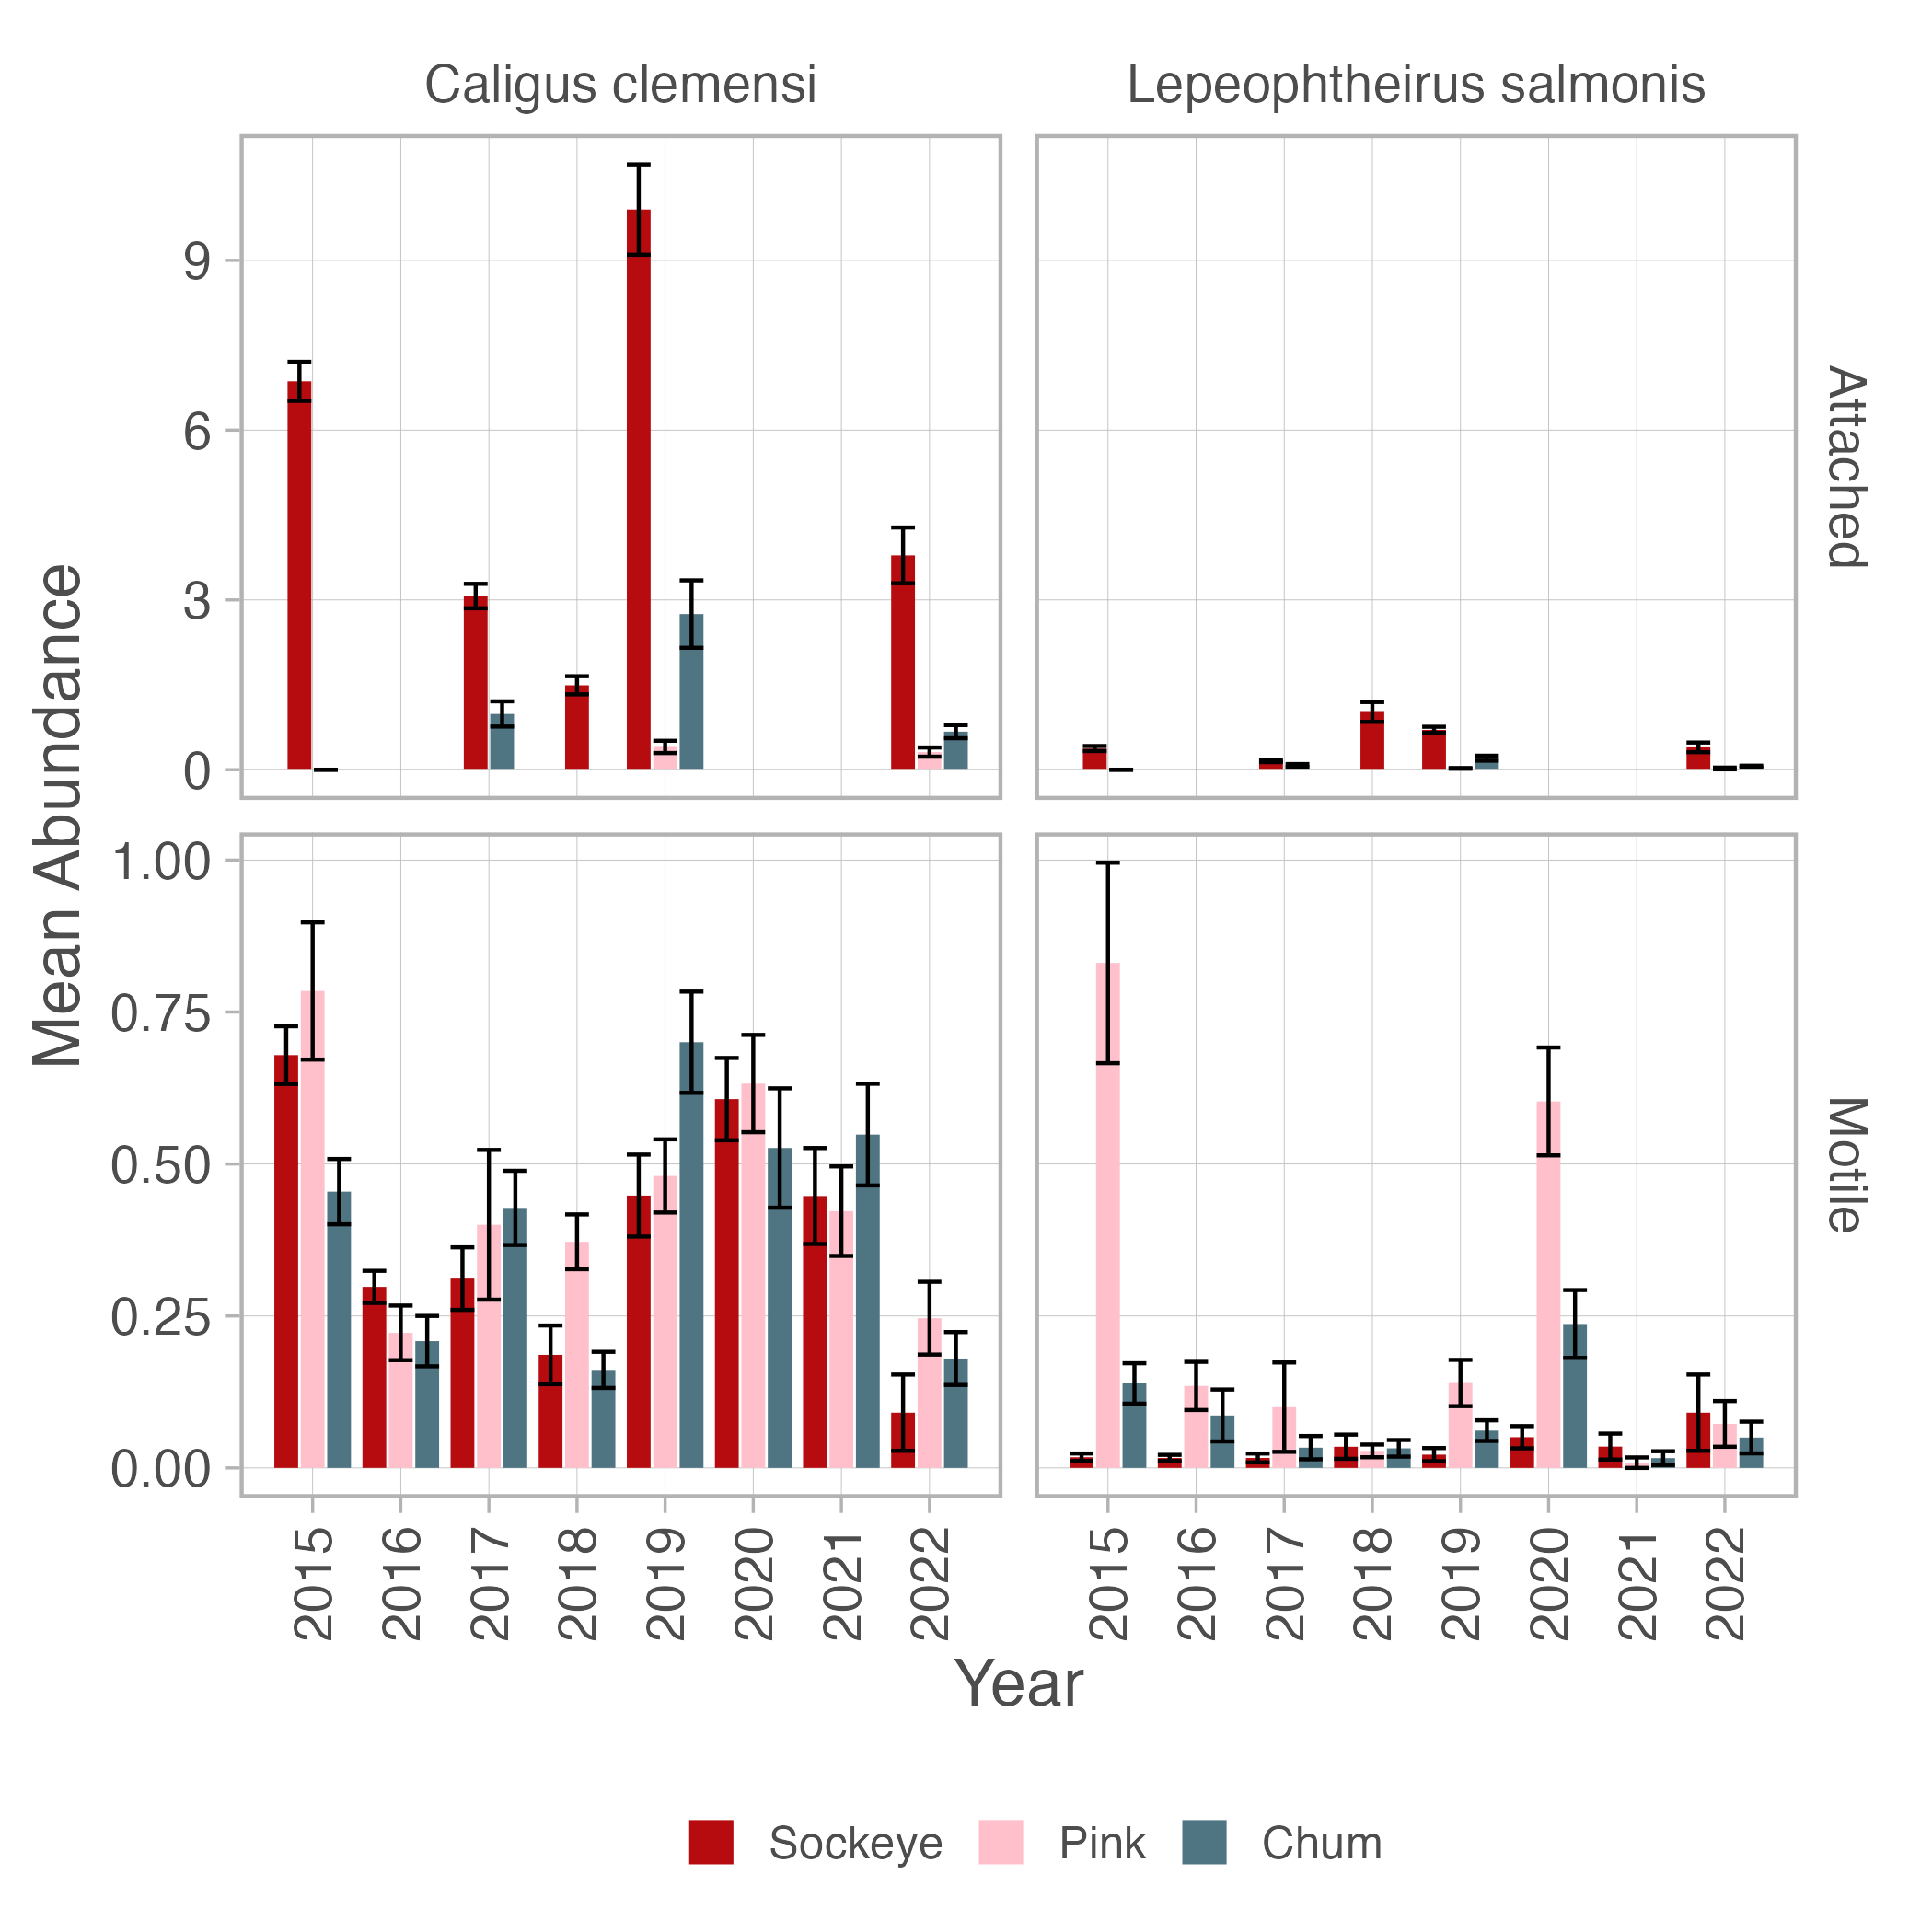 Caligus clemensi
Lepeophtheirus salmonis
Mean Abundance
9
6
3
0
Attached
1.00
0.75
0.50
0.25
0.00
Motile
2015 2016 2017 2018 2019 2020 2021 2022
2015 2016 2017 2018 2019 2020 2021 2022
Year
Sockeye Pink Chum